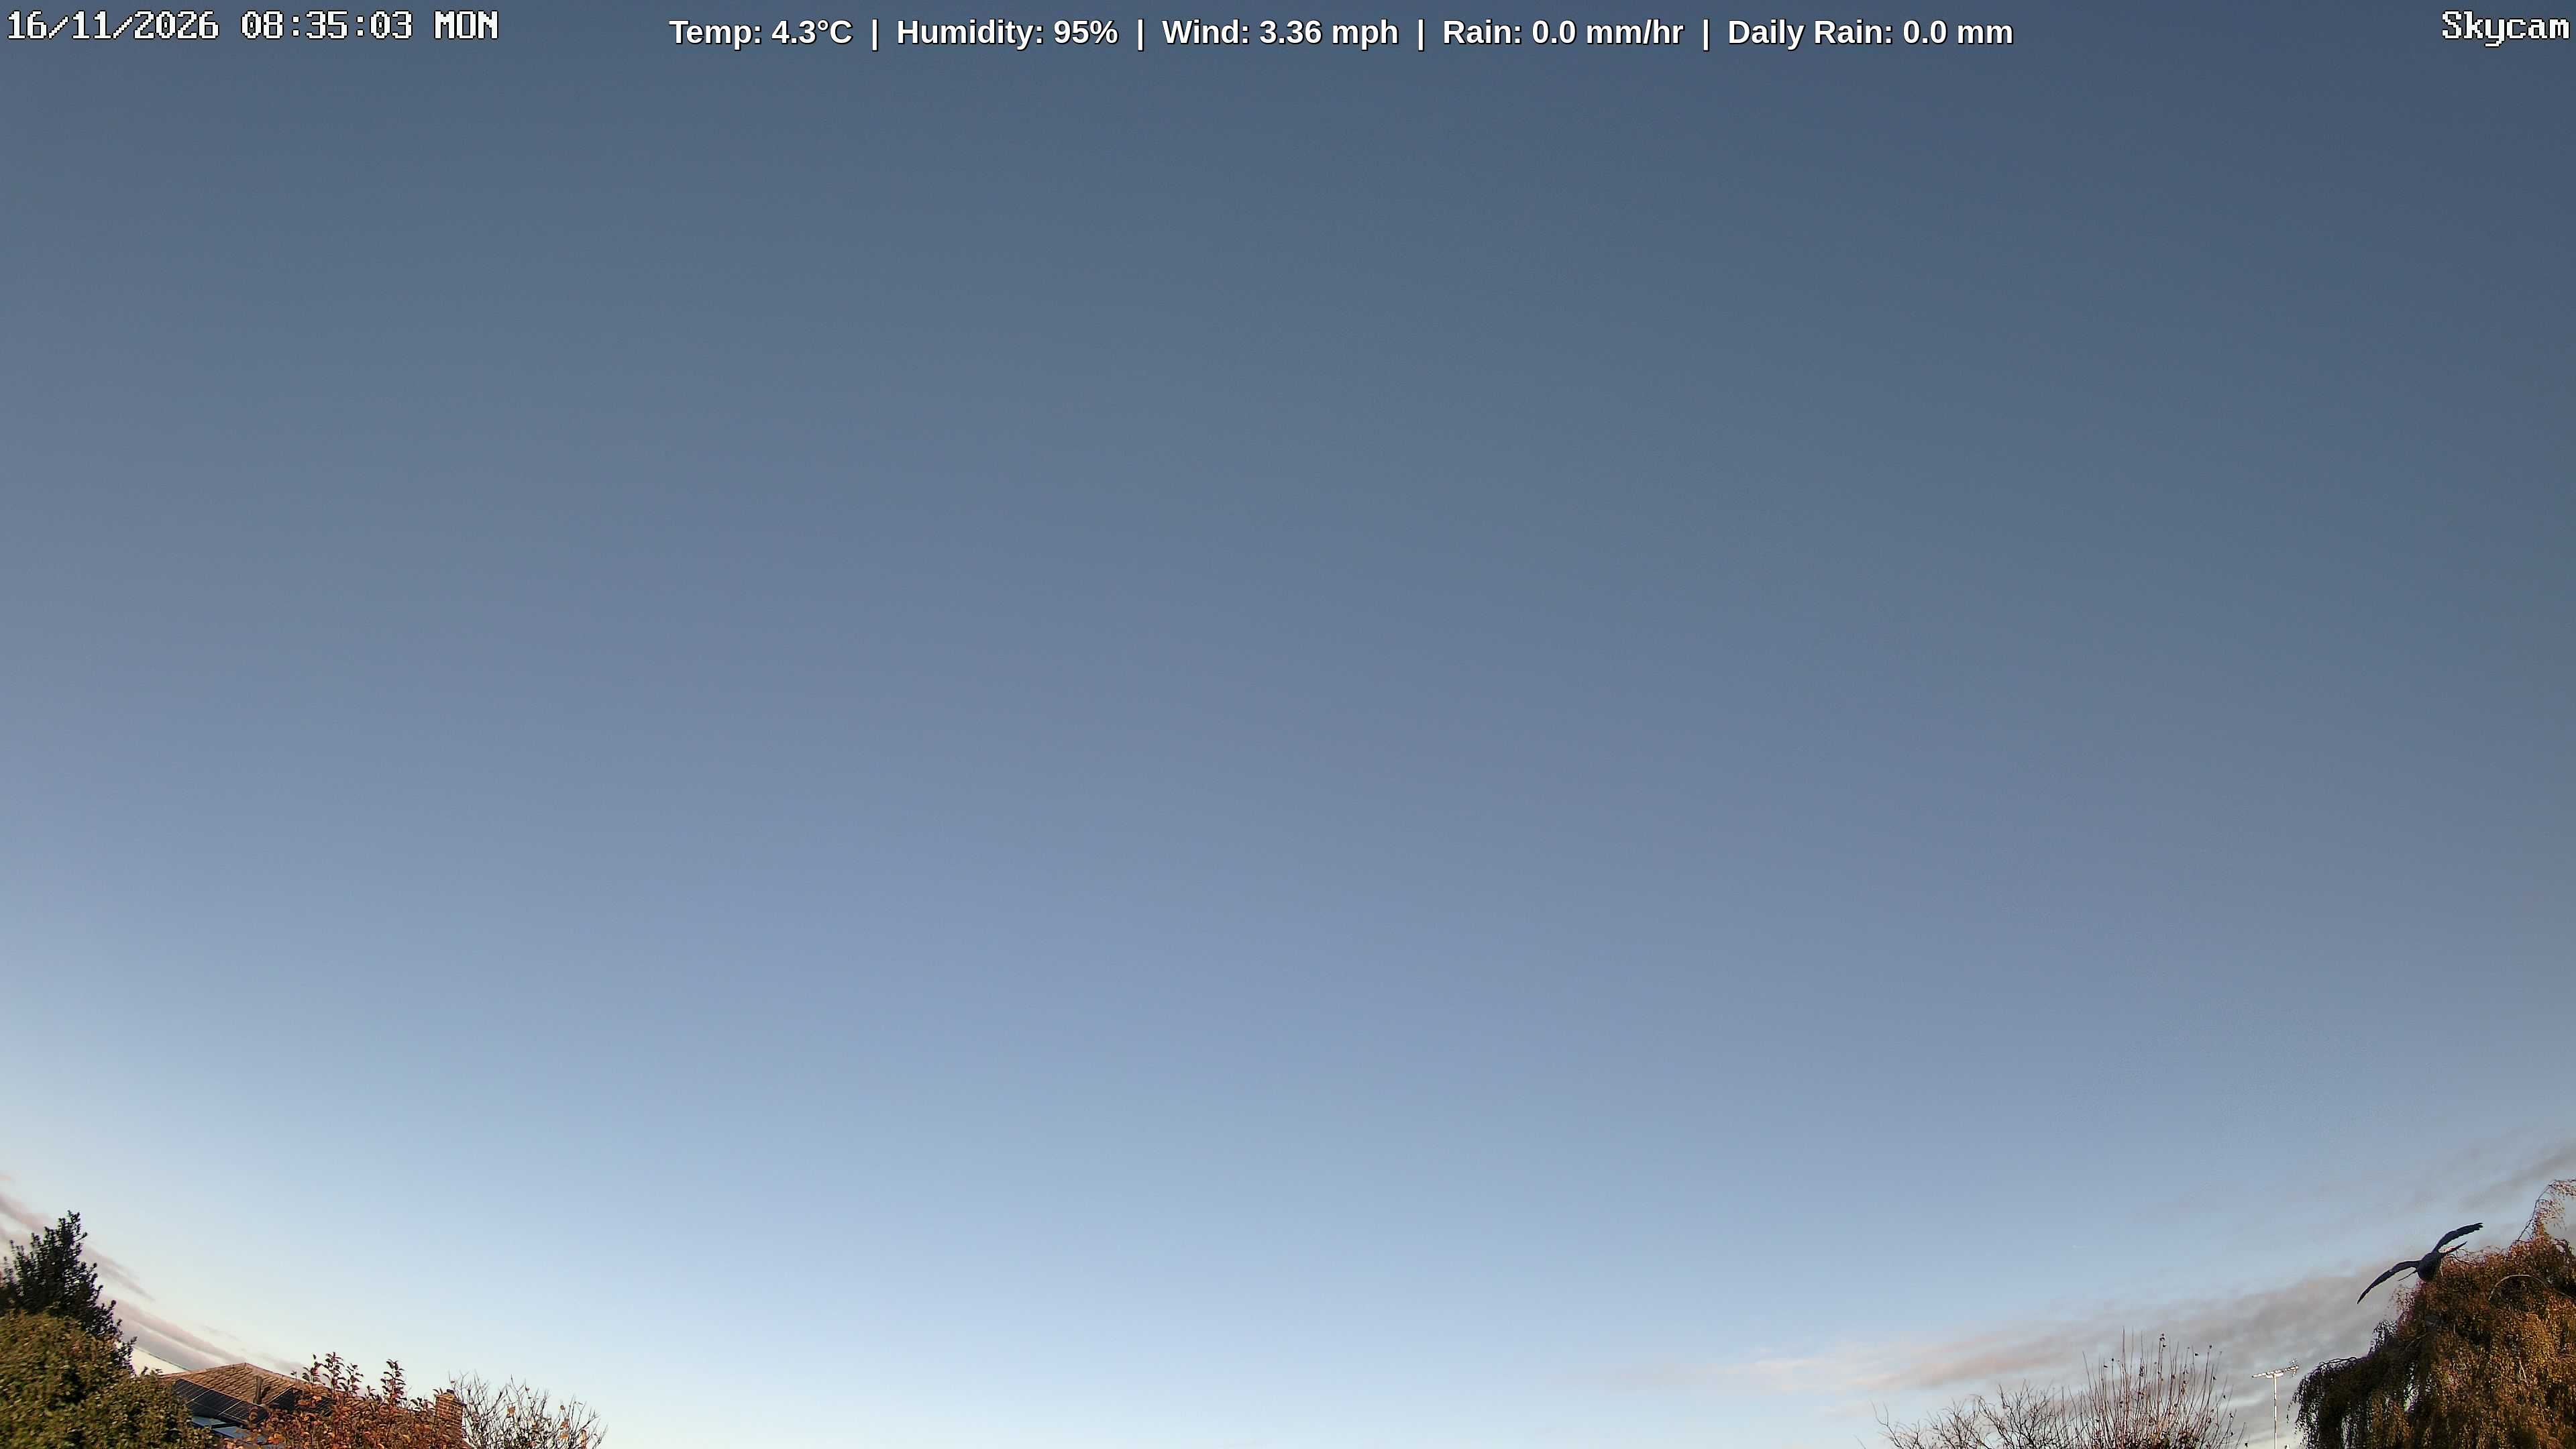 16/11/2026 08:35:03 MON
Temp: 4.3°C | Humidity: 95% | Wind: 3.36 mph | Rain: 0.0 mm/hr | Daily Rain: 0.0 mm
Skycam